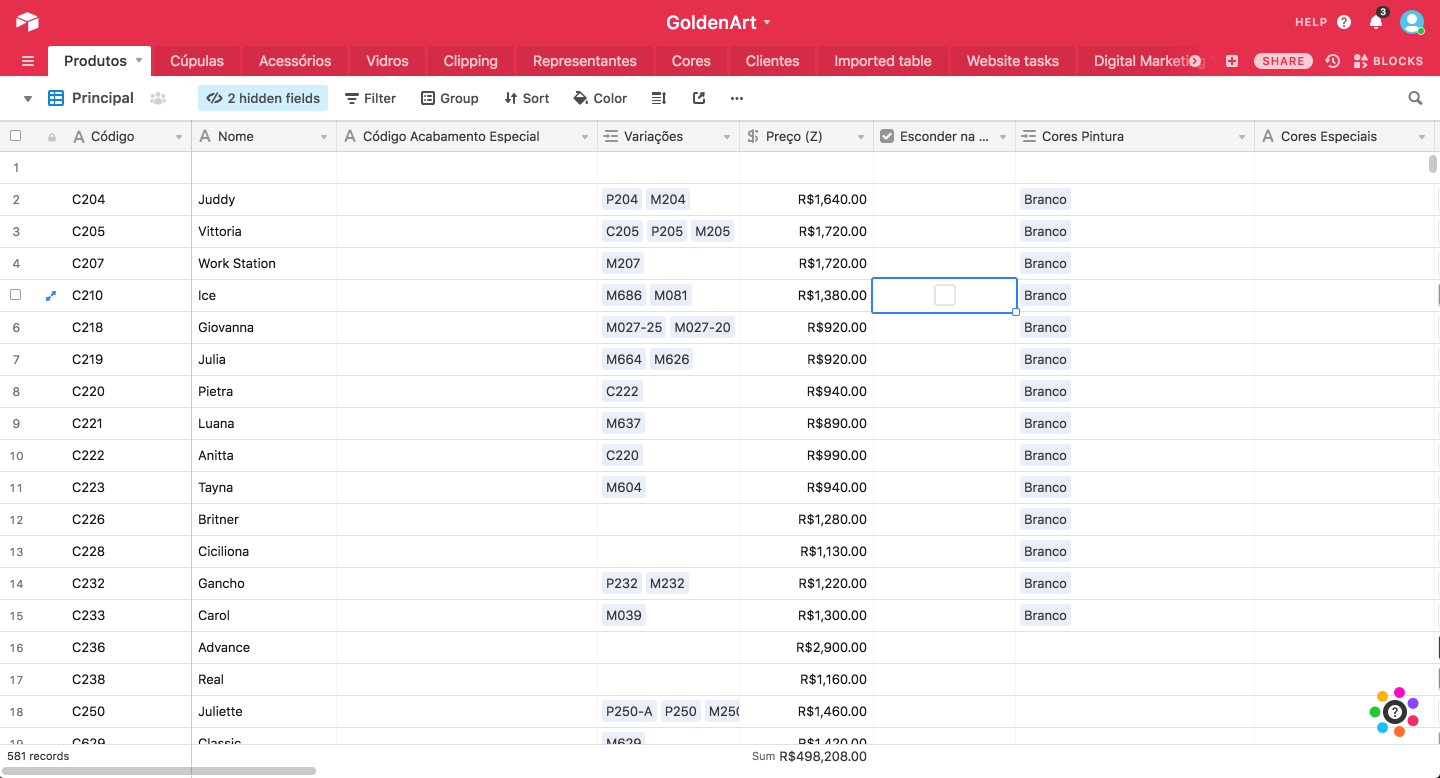 GoldenArt
HELP
3
Produtos Cúpulas Acessórios Vidros Clipping Representantes Cores Clientes Imported table Website tasks Digital Marketing SHARE BLOCKS
Principal 2 hidden fields Filter Group Sort Color
Código Nome Código Acabamento Especial Variações Preço (Z) Esconder na ... Cores Pintura Cores Especiais
1
2 C204 Juddy P204 M204 R$1,640.00 Branco
3 C205 Vittoria C205 P205 M205 R$1,720.00 Branco
4 C207 Work Station M207 R$1,720.00 Branco
C210 Ice M686 M081 R$1,380.00 Branco
6 C218 Giovanna M027-25 M027-20 R$920.00 Branco
7 C219 Julia M664 M626 R$920.00 Branco
8 C220 Pietra C222 R$940.00 Branco
9 C221 Luana M637 R$890.00 Branco
10 C222 Anitta C220 R$990.00 Branco
11 C223 Tayna M604 R$940.00 Branco
12 C226 Britner R$1,280.00 Branco
13 C228 Ciciliona R$1,130.00 Branco
14 C232 Gancho P232 M232 R$1,220.00 Branco
15 C233 Carol M039 R$1,300.00 Branco
16 C236 Advance R$2,900.00
17 C238 Real R$1,160.00
18 C250 Juliette P250-A P250 M250 R$1,460.00
19 C629 Classic M629 R$1,420.00
581 records Sum R$498,208.00